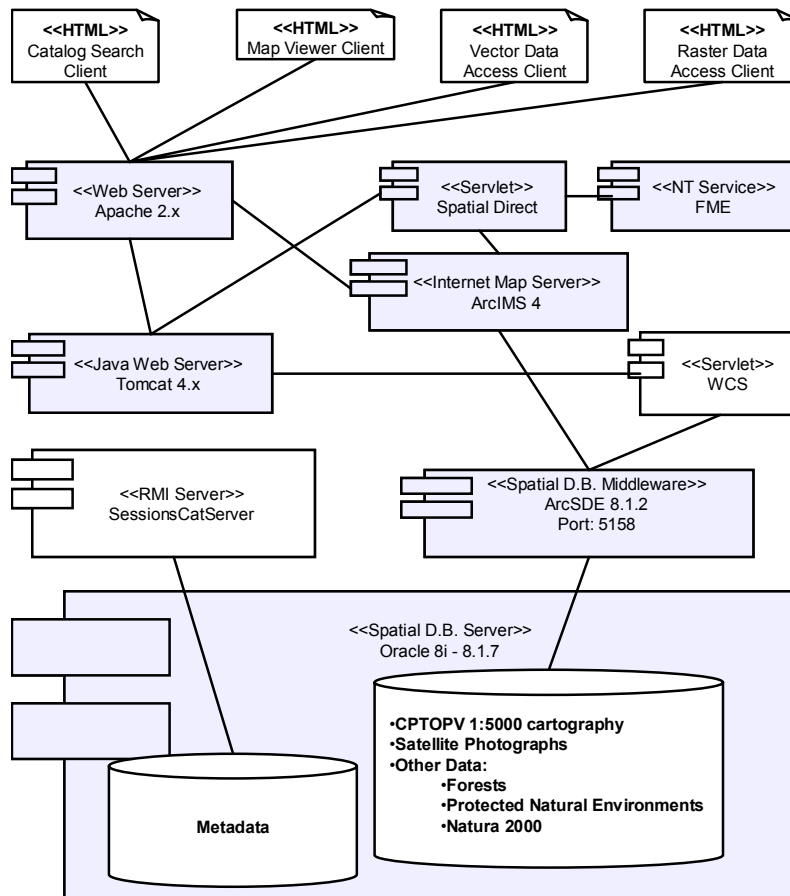 <<HTML>>
Catalog Search
Client
<<HTML>>
Map Viewer Client
<<HTML>>
Vector Data
Access Client
<<HTML>>
Raster Data
Access Client
<<Web Server>>
Apache 2.x
<<Servlet>>
Spatial Direct
<<NT Service>>
FME
<<Internet Map Server>>
ArcIMS 4
<<Java Web Server>>
Tomcat 4.x
<<Servlet>>
WCS
<<RMI Server>>
SessionsCatServer
<<Spatial D.B. Middleware>>
ArcSDE 8.1.2
Port: 5158
<<Spatial D.B. Server>>
Oracle 8i - 8.1.7
•CPTOPV 1:5000 cartography
•Satellite Photographs
•Other Data:
•Forests
•Protected Natural Environments
•Natura 2000
Metadata